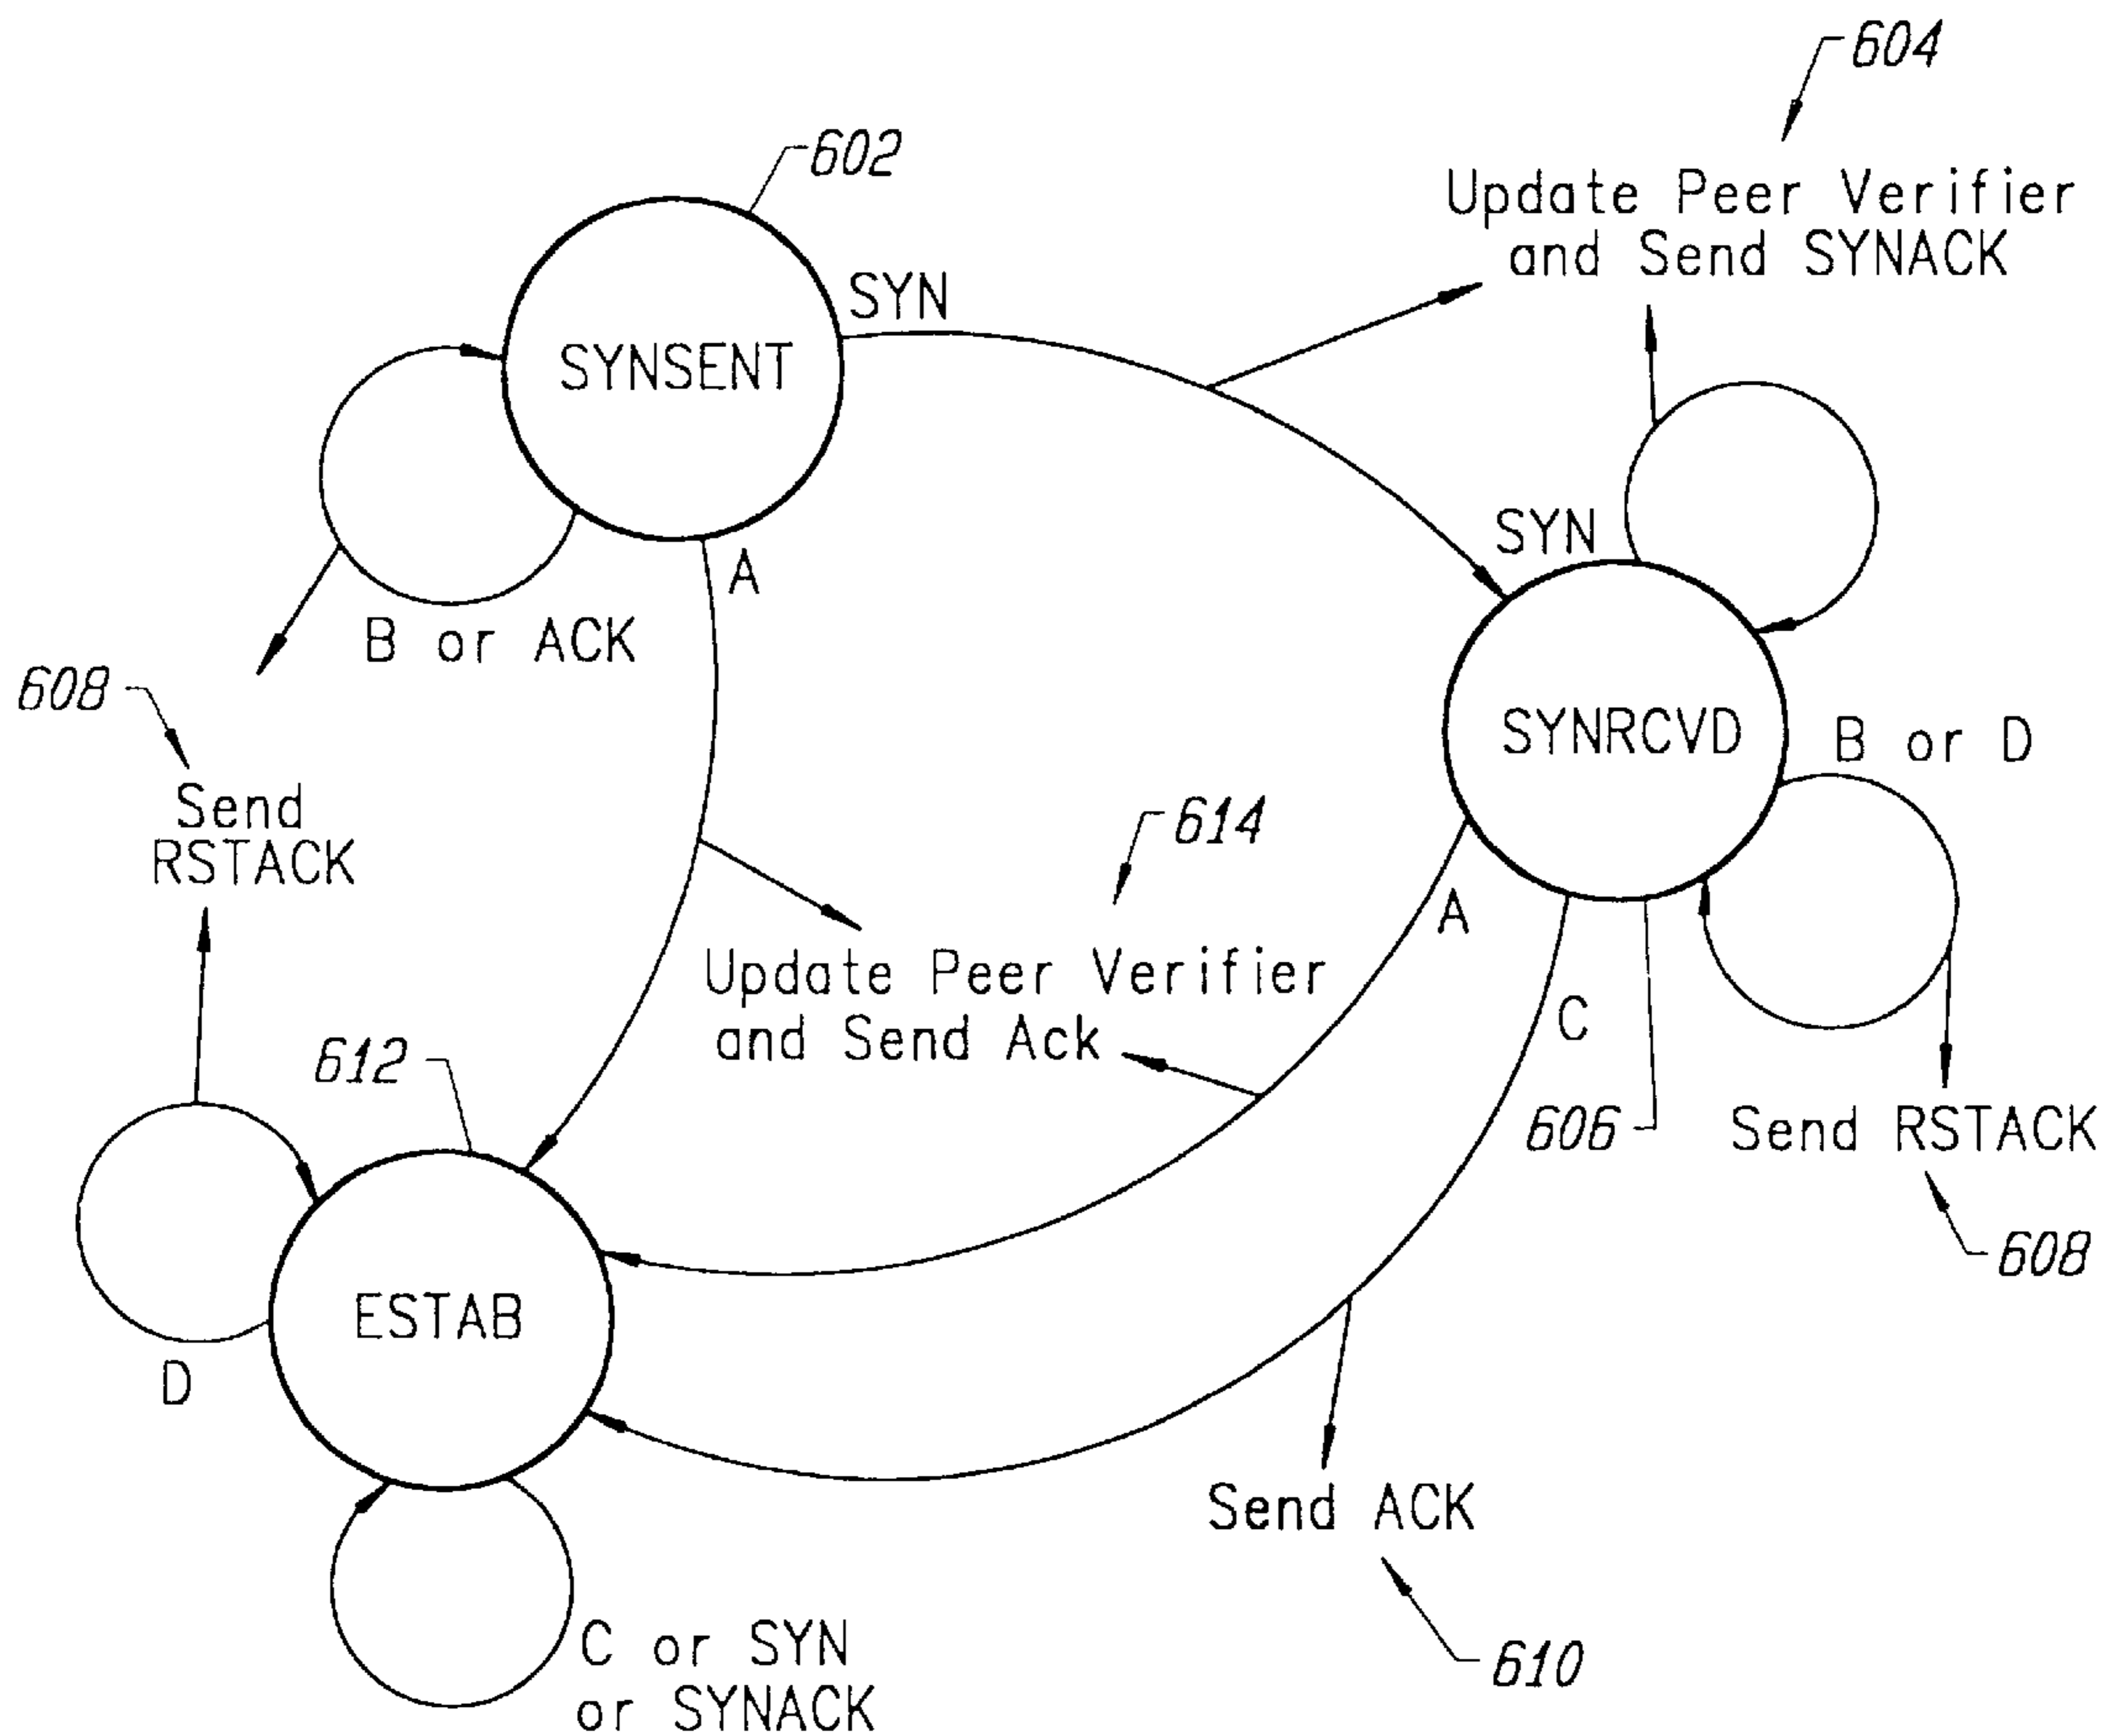 604
602
Update Peer Verifier
and Send SYNACK
SYN
SYNSENT
SYN
A
B or ACK
608
SYNRCVD
B or D
Send
RSTACK
614
A
Update Peer Verifier
and Send Ack
C
612
606
Send RSTACK
608
ESTAB
D
Send ACK
C or SYN
or SYNACK
610